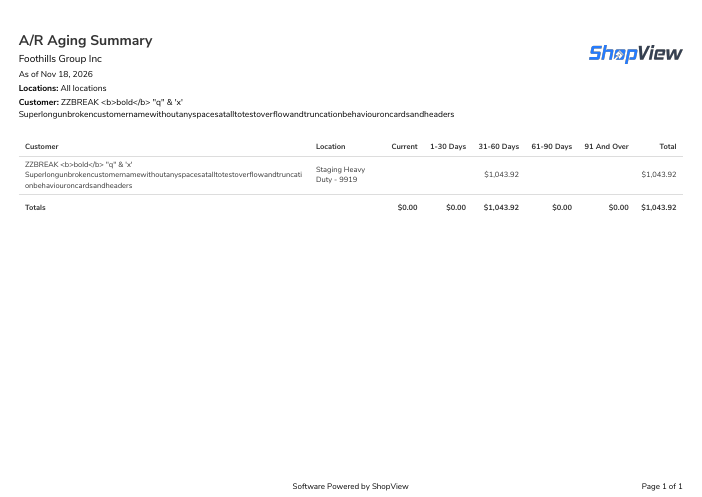 A/R Aging Summary
Foothills Group Inc
As of Nov 18, 2026
Locations: All locations
Customer: ZZBREAK <b>bold</b> "q" & 'x'
Superlongunbrokencustomernamewithoutanyspacesatalltotestoverflowandtruncationbehaviouroncardsandheaders
ShopView
Customer Location Current 1-30 Days 31-60 Days 61-90 Days 91 And Over Total
ZZBREAK <b>bold</b> "q" & 'x'
Superlongunbrokencustomernamewithoutanyspacesatalltotestoverflowandtruncati
onbehaviouroncardsandheaders
Staging Heavy
Duty - 9919
$1,043.92 $1,043.92
Totals $0.00 $0.00 $1,043.92 $0.00 $0.00 $1,043.92
Software Powered by ShopView Page 1 of 1